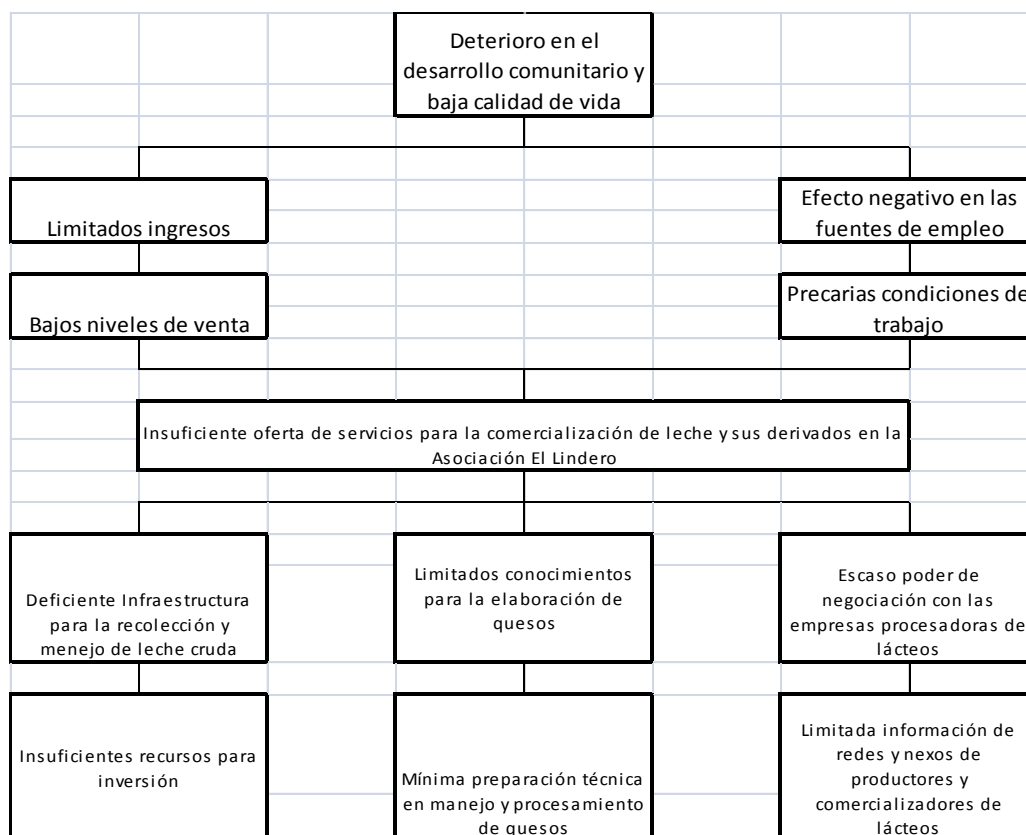 Deterioro en el
desarrollo comunitario y
baja calidad de vida
Limitados ingresos
Efecto negativo en las
fuentes de empleo
Bajos niveles de venta
Precarias condiciones de
trabajo
Insuficiente oferta de servicios para la comercialización de leche y sus derivados en la
Asociación El Lindero
Deficiente Infraestructura
para la recolección y
menejo de leche cruda
Limitados conocimientos
para la elaboración de
quesos
Escaso poder de
negociación con las
empresas procesadoras de
lácteos
Insuficientes recursos para
inversión
Mínima preparación técnica
en manejo y procesamiento
de quesos
Limitada información de
redes y nexos de
productores y
comercializadores de
lácteos